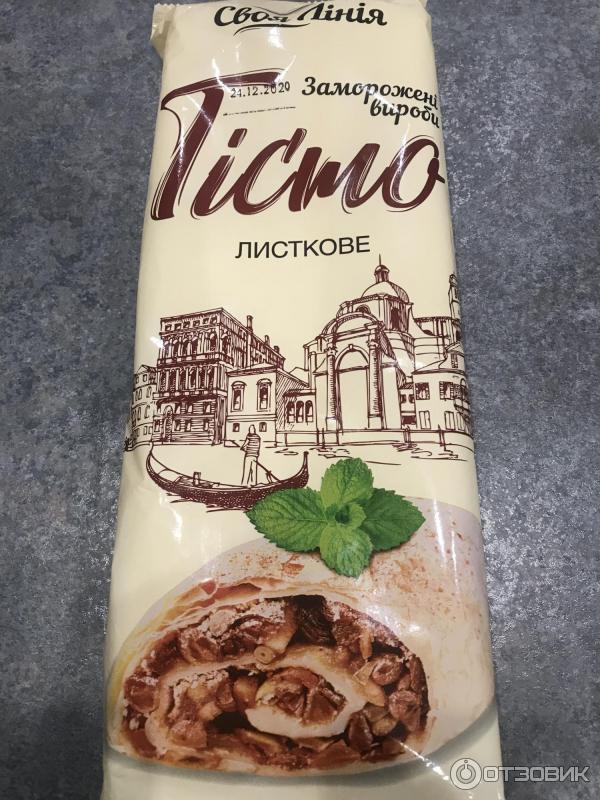 Своя Лінія
24.12.2020
Заморожені
вироби
Тісто
ЛИСТКОВЕ
ОТЗОВИК